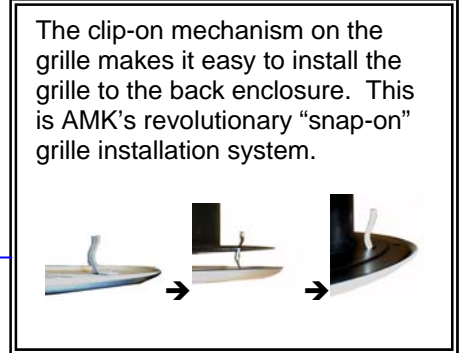 The clip-on mechanism on the
grille makes it easy to install the
grille to the back enclosure.  This
is AMK's revolutionary “snap-on”
grille installation system.